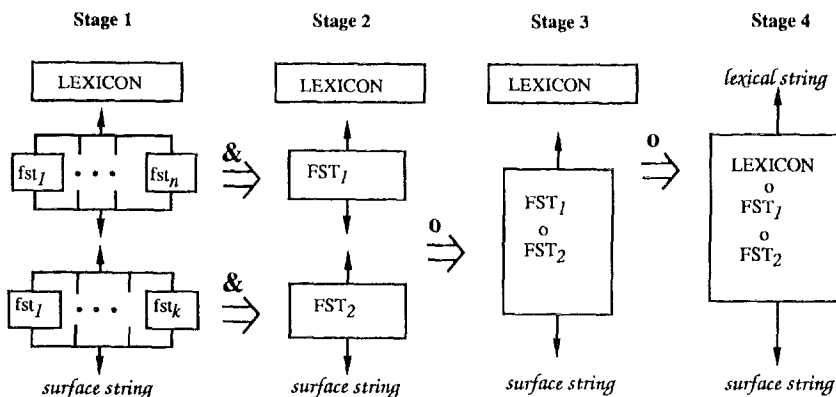 Stage 1
Stage 2
Stage 3
Stage 4
LEXICON
LEXICON
LEXICON
lexical string
fst1 • • • fstn
&
FST1
o
FST1
o
FST2
o
LEXICON
o
FST1
o
FST2
fst1 • • • fstk
&
FST2
surface string
surface string
surface string
surface string